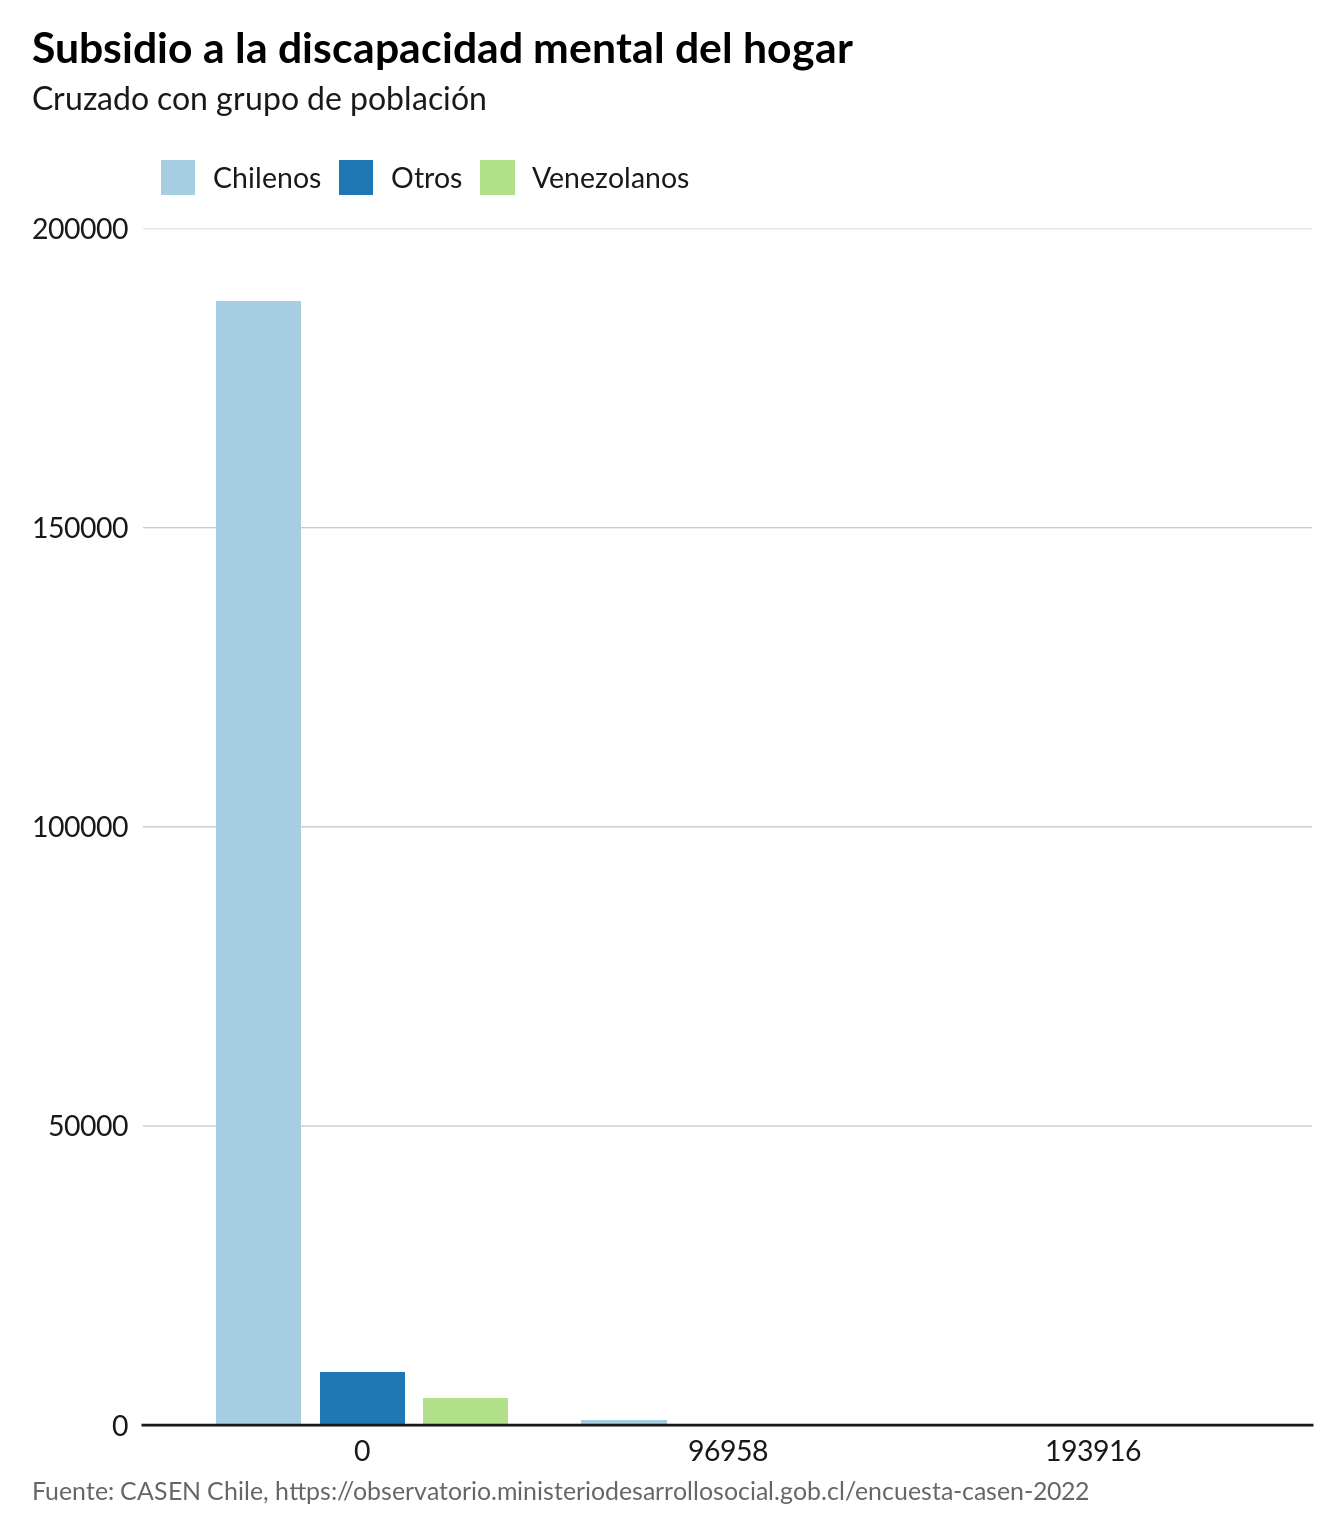 Subsidio a la discapacidad mental del hogar
Cruzado con grupo de población
Chilenos Otros Venezolanos
200000
150000
100000
50000
0
0 96958 193916
Fuente: CASEN Chile, https://observatorio.ministeriodesarrollosocial.gob.cl/encuesta-casen-2022